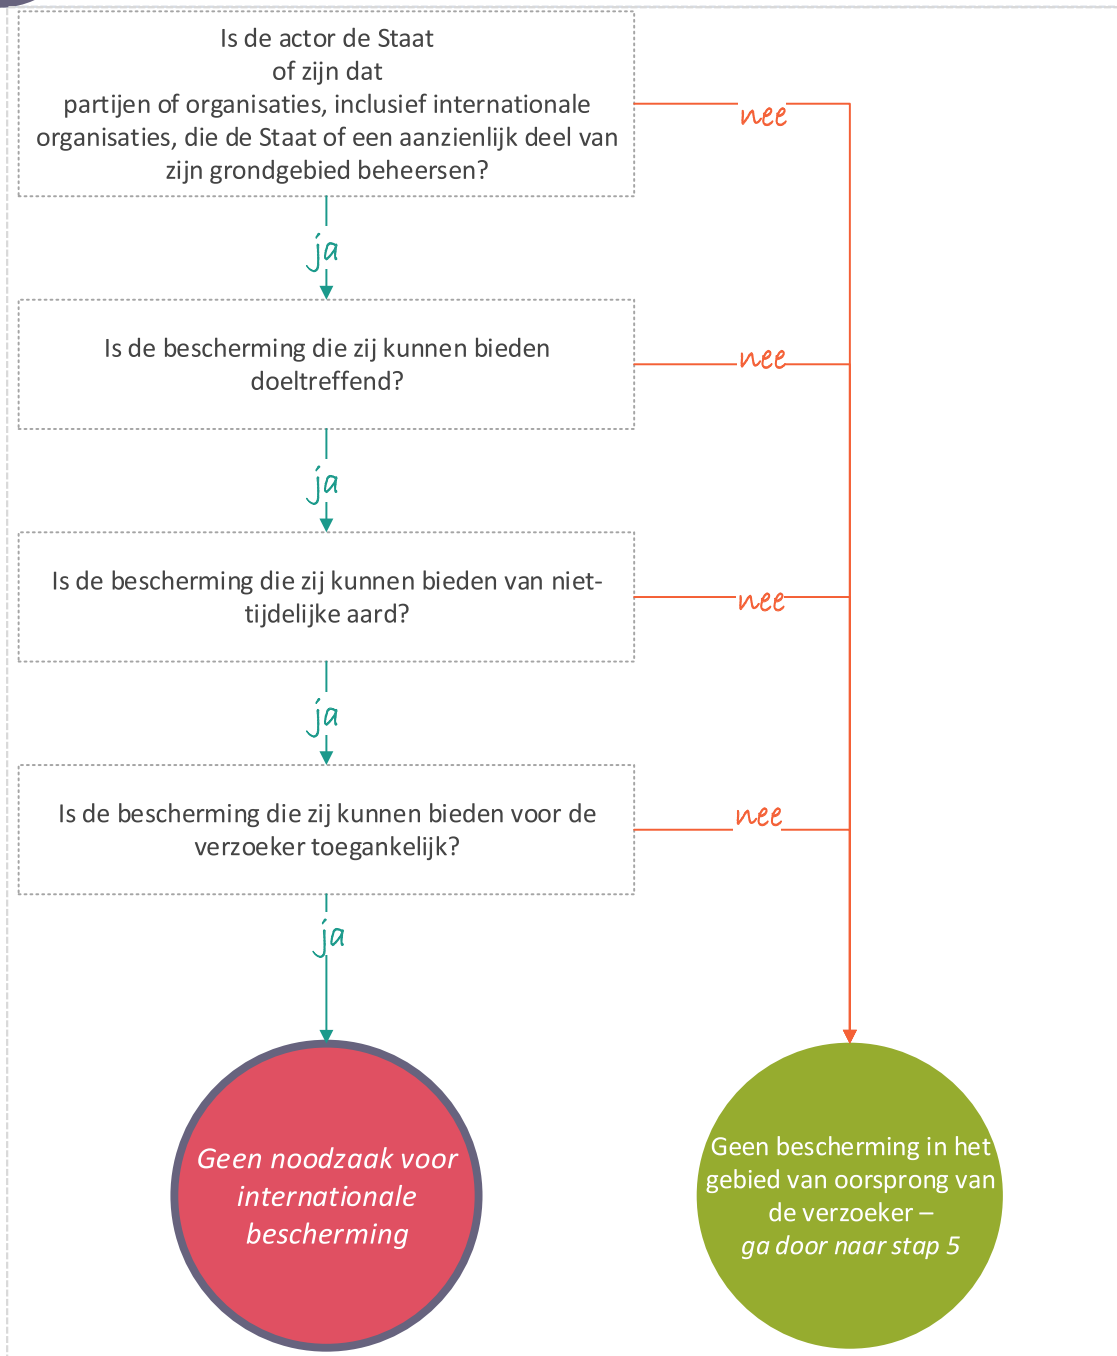 Is de actor de Staat
of zijn dat
partijen of organisaties, inclusief internationale
organisaties, die de Staat of een aanzienlijk deel van
zijn grondgebied beheersen?
nee
ja
Is de bescherming die zij kunnen bieden
doeltreffend?
nee
ja
Is de bescherming die zij kunnen bieden van niet-
tijdelijke aard?
nee
ja
Is de bescherming die zij kunnen bieden voor de
verzoeker toegankelijk?
nee
ja
Geen noodzaak voor
internationale
bescherming
Geen bescherming in het
gebied van oorsprong van
de verzoeker –
ga door naar stap 5